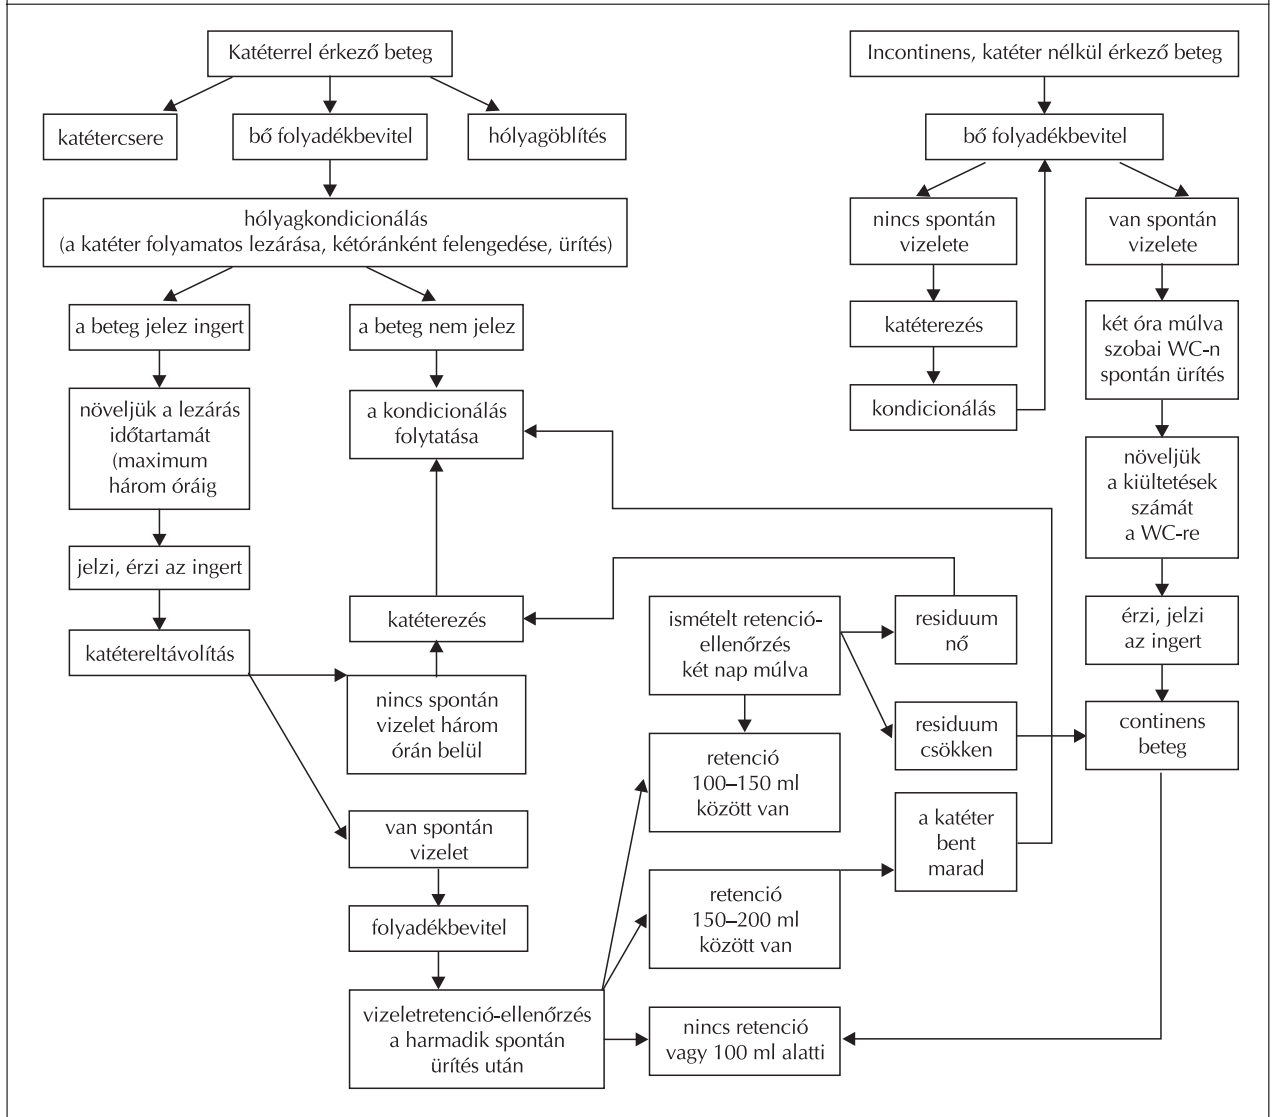 Katéterrel érkező beteg
katétercsere
bő folyadékbevitel
hólyagöblítés
hólyagkondicionálás
(a katéter folyamatos lezárása, kétóránként felengedése, ürítés)
a beteg jelez ingert
a beteg nem jelez
növeljük a lezárás
időtartamát
(maximum
három óráig
a kondicionálás
folytatása
jelzi, érzi az ingert
katéterezés
katétereltávolítás
nincs spontán
vizelet három
órán belül
van spontán
vizelet
folyadékbevitel
vizeletretenció-ellenőrzés
a harmadik spontán
ürítés után
ismételt retenció-
ellenőrzés
két nap múlva
retenció
100–150 ml
között van
retenció
150–200 ml
között van
nincs retenció
vagy 100 ml alatti
residuum
nő
residuum
csökken
a katéter
bent
marad
Incontinens, katéter nélkül érkező beteg
bő folyadékbevitel
nincs spontán
vizelete
katéterezés
kondicionálás
van spontán
vizelete
két óra múlva
szobai WC-n
spontán ürítés
növeljük
a kiültetések
számát
a WC-re
érzi, jelzi
az ingert
continens
beteg